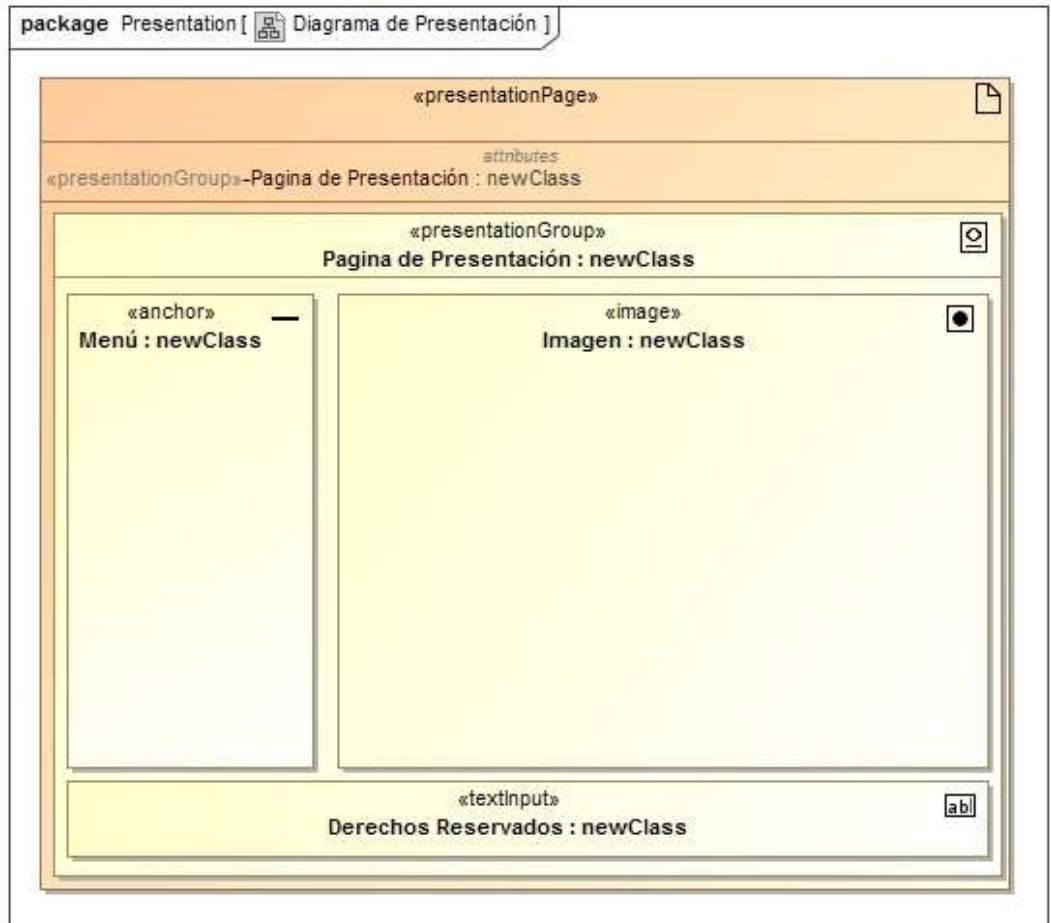 package Presentation [ Diagrama de Presentación ]
«presentationPage»
attributes
«presentationGroup»-Pagina de Presentación : newClass
«presentationGroup»
Pagina de Presentación : newClass
«anchor»
Menú : newClass
«image»
Imagen : newClass
«textInput»
Derechos Reservados : newClass
ab